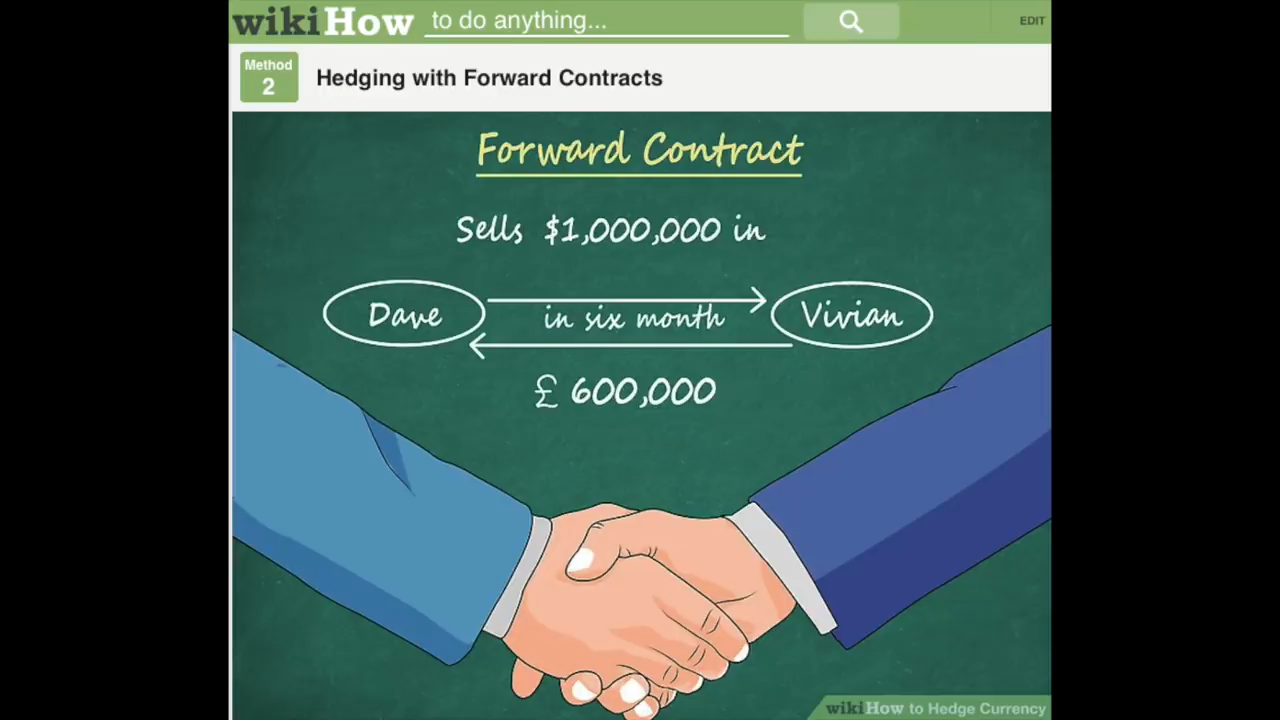 wikiHow to do anything... EDIT
Method
2
Hedging with Forward Contracts
Forward Contract
Sells $1,000,000 in
Dave in six month Vivian
£ 600,000
wikiHow to Hedge Currency